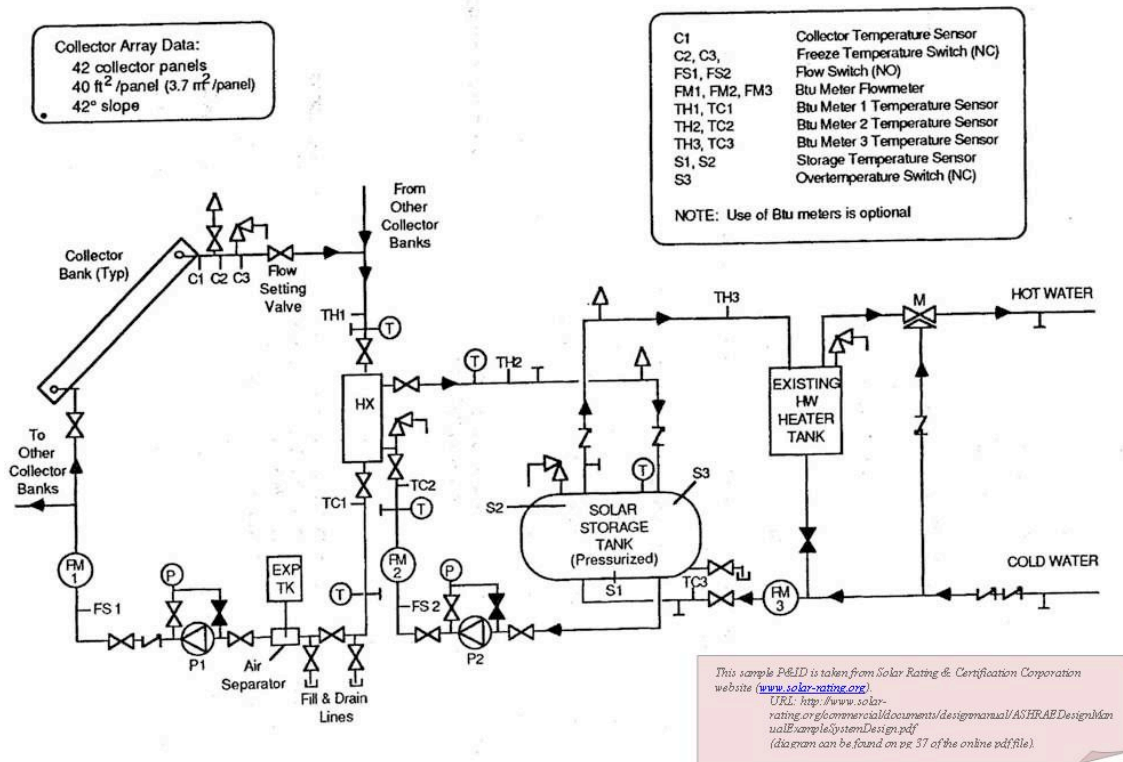 Collector Array Data:
42 collector panels
40 ft² /panel (3.7 m² /panel)
42° slope
C1 Collector Temperature Sensor
C2, C3, Freeze Temperature Switch (NC)
FS1, FS2 Flow Switch (NO)
FM1, FM2, FM3 Btu Meter Flowmeter
TH1, TC1 Btu Meter 1 Temperature Sensor
TH2, TC2 Btu Meter 2 Temperature Sensor
TH3, TC3 Btu Meter 3 Temperature Sensor
S1, S2 Storage Temperature Sensor
S3 Overtemperature Switch (NC)
NOTE: Use of Btu meters is optional
From
Other
Collector
Banks
Collector
Bank (Typ)
C1 C2 C3
Flow
Setting
Valve
TH1
T
HX
T
TH2
TH3
M
HOT WATER
EXISTING
HW
HEATER
TANK
To
Other
Collector
Banks
TC1
TC2
T
T
S3
S2
SOLAR
STORAGE
TANK
(Pressurized)
S1
TC3
FM
3
COLD WATER
FM
1
FS 1
P
P1
EXP
TK
Air
Separator
T
Fill & Drain
Lines
FM
2
FS 2
P
P2
This sample P&ID is taken from Solar Rating & Certification Corporation
website (www.solar-rating.org).
URL: http://www.solar-
rating.org/commercial/documents/designmanual/ASHRAEDesignMan
ualExampleSystemDesign.pdf
(diagram can be found on pg 37 of the online pdf file).